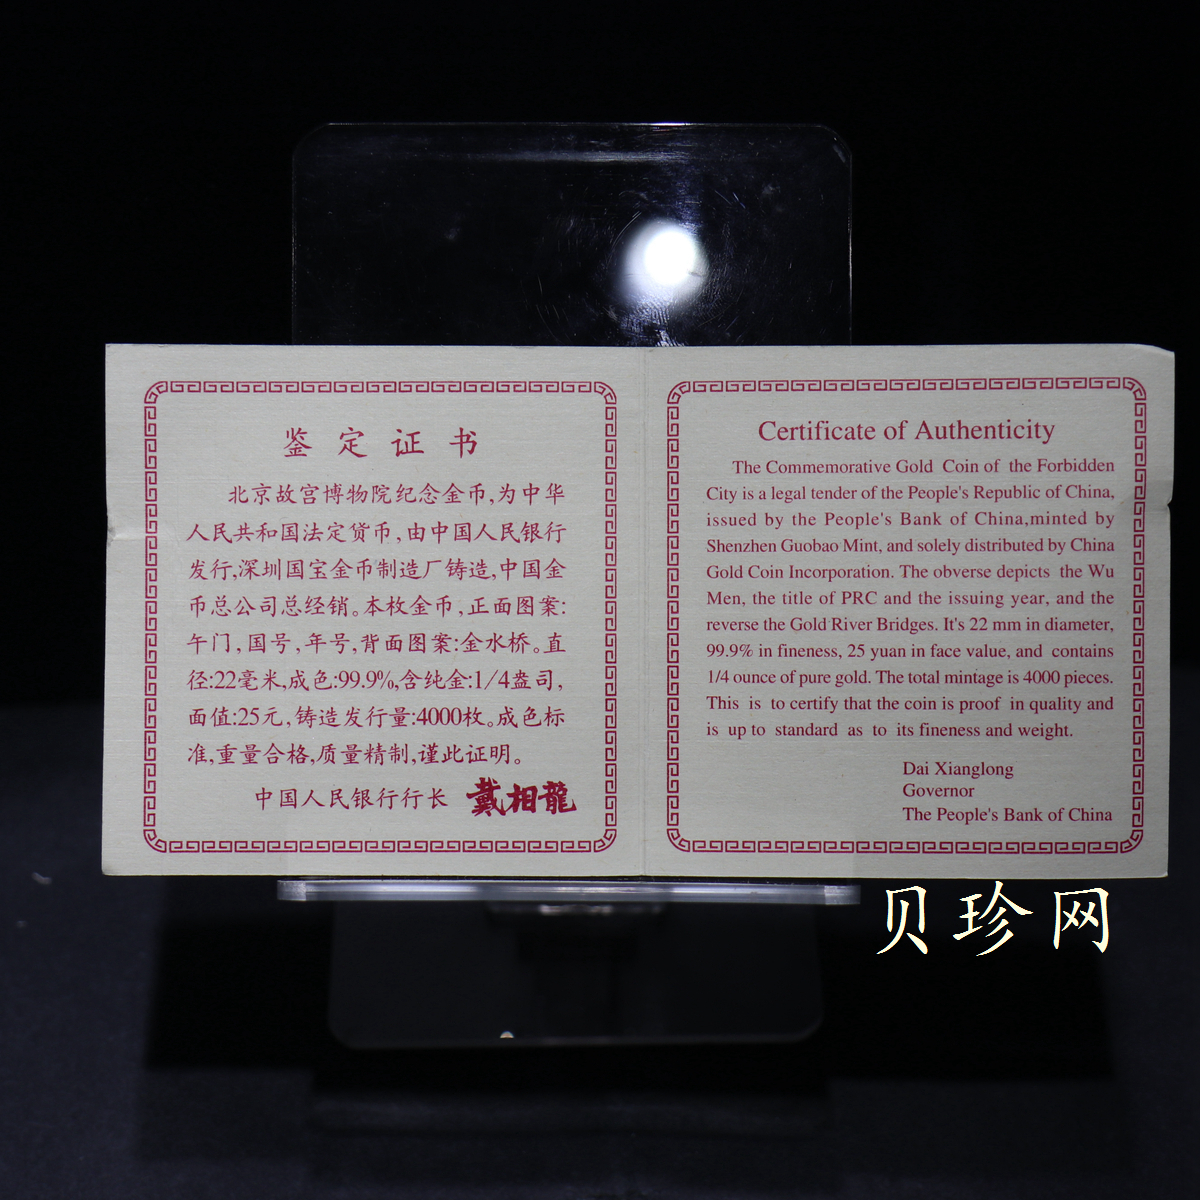 鉴定证书
北京故宫博物院纪念金币,为中华
人民共和国法定货币,由中国人民银行
发行,深圳国宝金币制造厂铸造,中国金
币总公司总经销。本枚金币,正面图案:
午门,国号,年号,背面图案:金水桥。直
径:22毫米,成色:99.9%,含纯金:1/4盎司,
面值:25元,铸造发行量:4000枚。成色标
准,重量合格,质量精制,谨此证明。
中国人民银行行长 戴相龍
Certificate of Authenticity
The Commemorative Gold Coin of the Forbidden
City is a legal tender of the People's Republic of China,
issued by the People's Bank of China,minted by
Shenzhen Guobao Mint, and solely distributed by China
Gold Coin Incorporation. The obverse depicts the Wu
Men, the title of PRC and the issuing year, and the
reverse the Gold River Bridges. It's 22 mm in diameter,
99.9% in fineness, 25 yuan in face value, and contains
1/4 ounce of pure gold. The total mintage is 4000 pieces.
This is to certify that the coin is proof in quality and
is up to standard as to its fineness and weight.
Dai Xianglong
Governor
The People's Bank of China
贝珍网